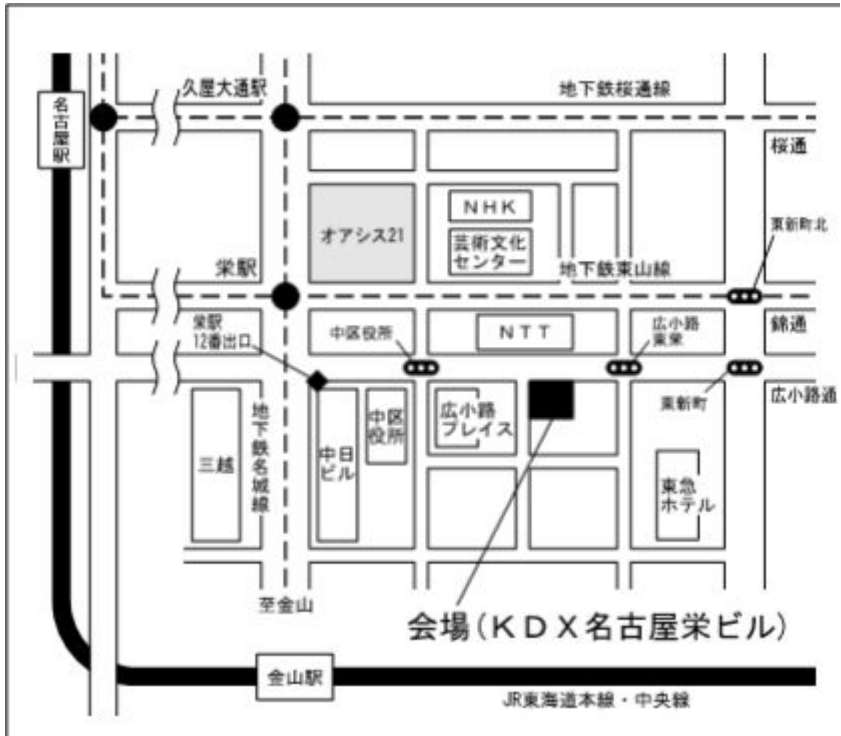 久屋大通駅
地下鉄桜通線
名古屋駅
桜通
NHK
東新町北
オアシス21
芸術文化
センター
栄駅
地下鉄東山線
栄駅
12番出口
中区役所
NTT
広小路
東栄
錦通
東新町
広小路通
三越
地下鉄名城線
中日
ビル
中区
役所
広小路
プレイス
東急
ホテル
至金山
会場(KDX名古屋栄ビル)
金山駅
JR東海道本線・中央線